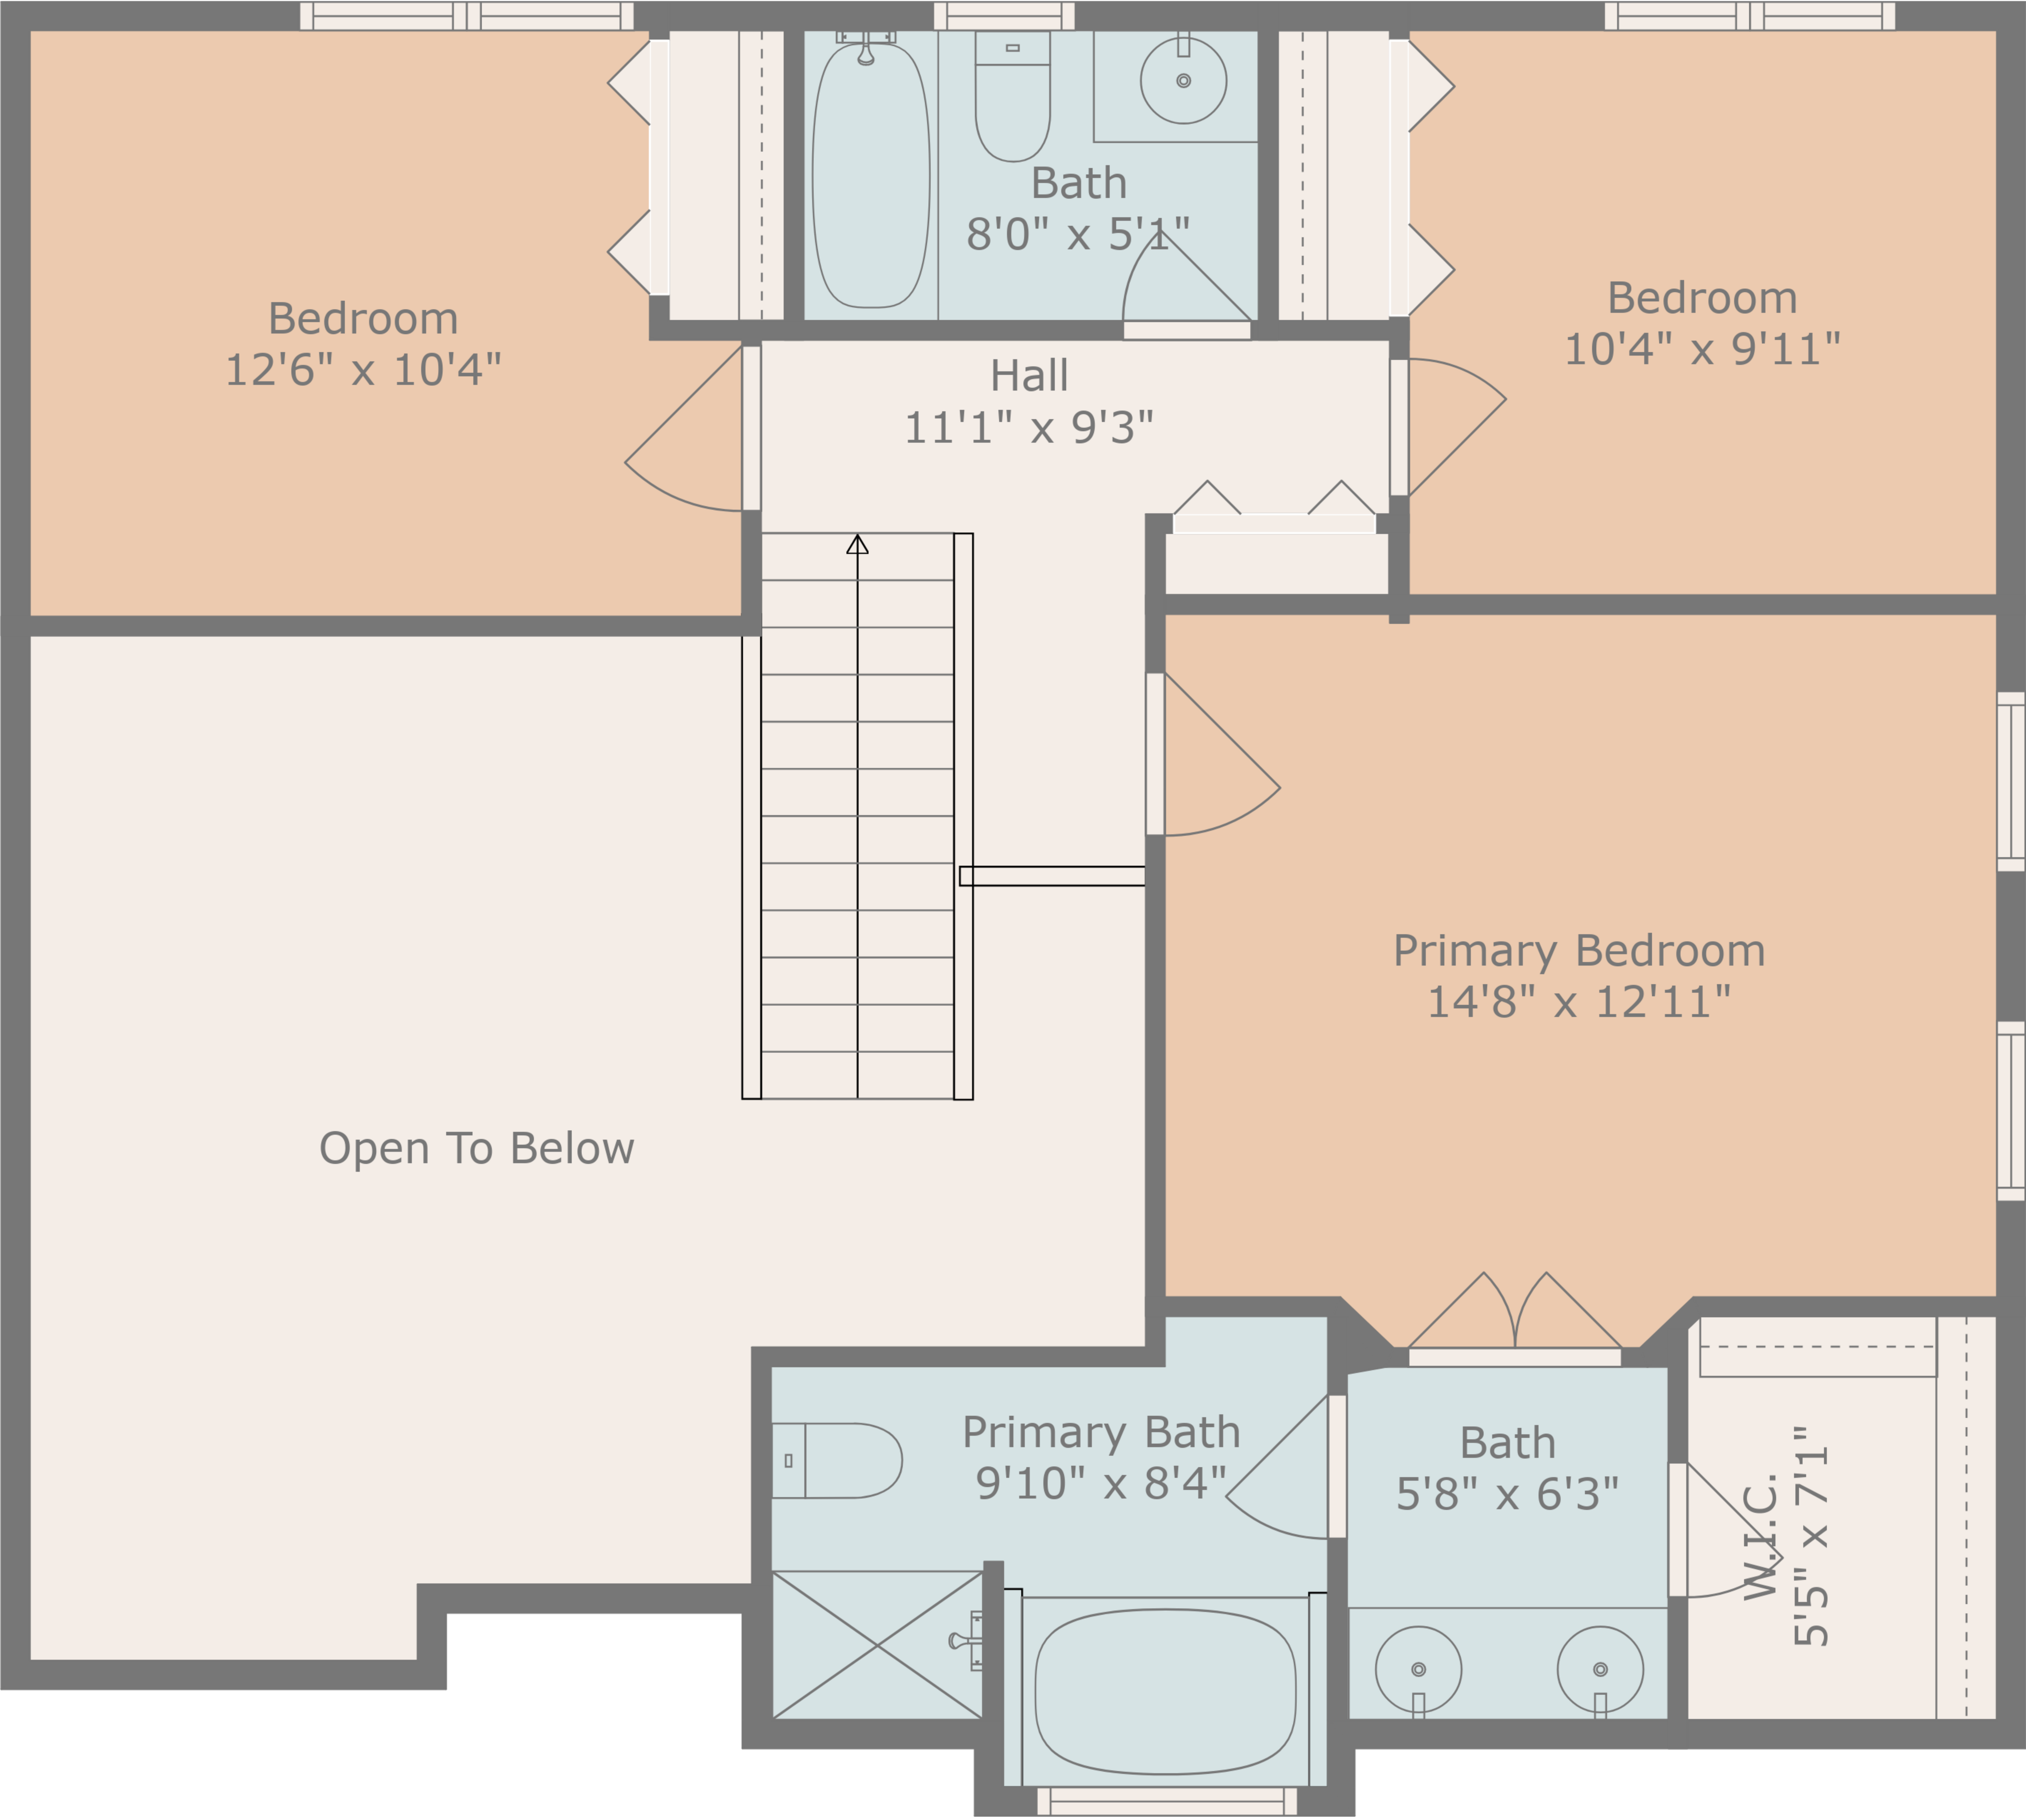 Bath
8'0" x 5'1"
Bedroom
12'6" x 10'4"
Bedroom
10'4" x 9'11"
Hall
11'1" x 9'3"
Primary Bedroom
14'8" x 12'11"
Open To Below
Primary Bath
9'10" x 8'4"
Bath
5'8" x 6'3"
W.I.C.
5'5" x 7'1"